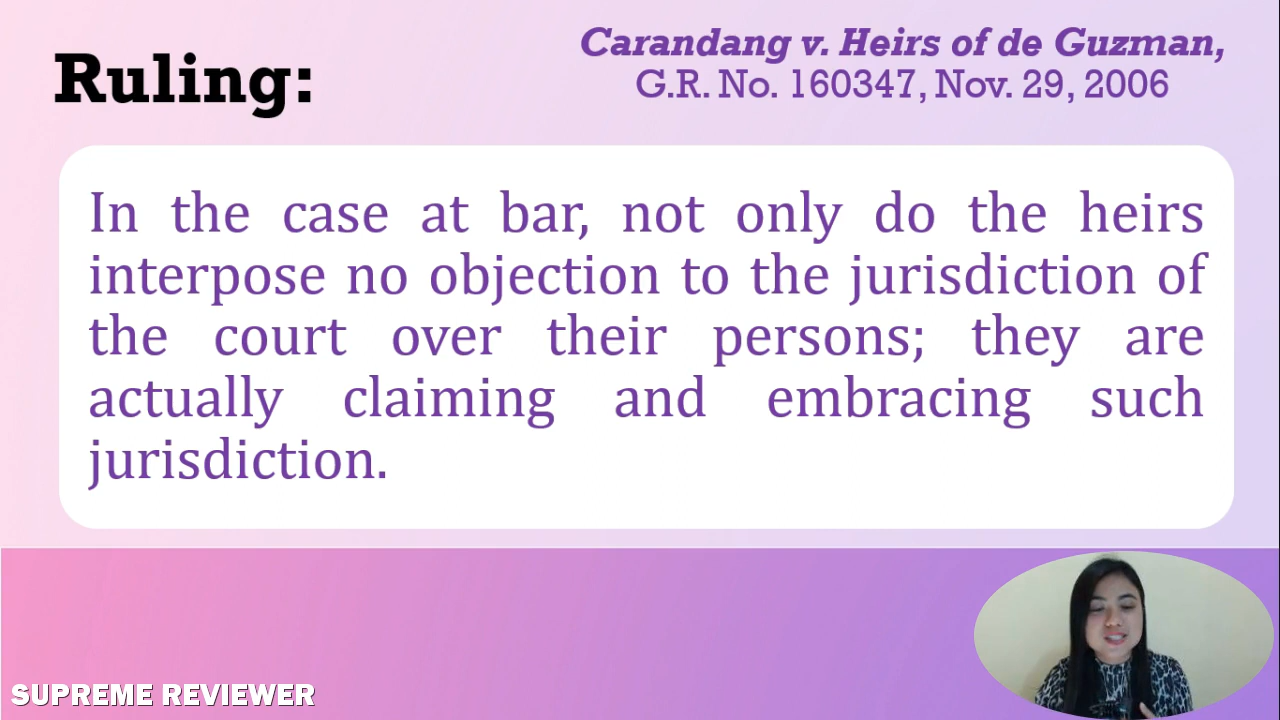 Ruling:
Carandang v. Heirs of de Guzman,
G.R. No. 160347, Nov. 29, 2006
In the case at bar, not only do the heirs
interpose no objection to the jurisdiction of
the court over their persons; they are
actually claiming and embracing such
jurisdiction.
SUPREME REVIEWER